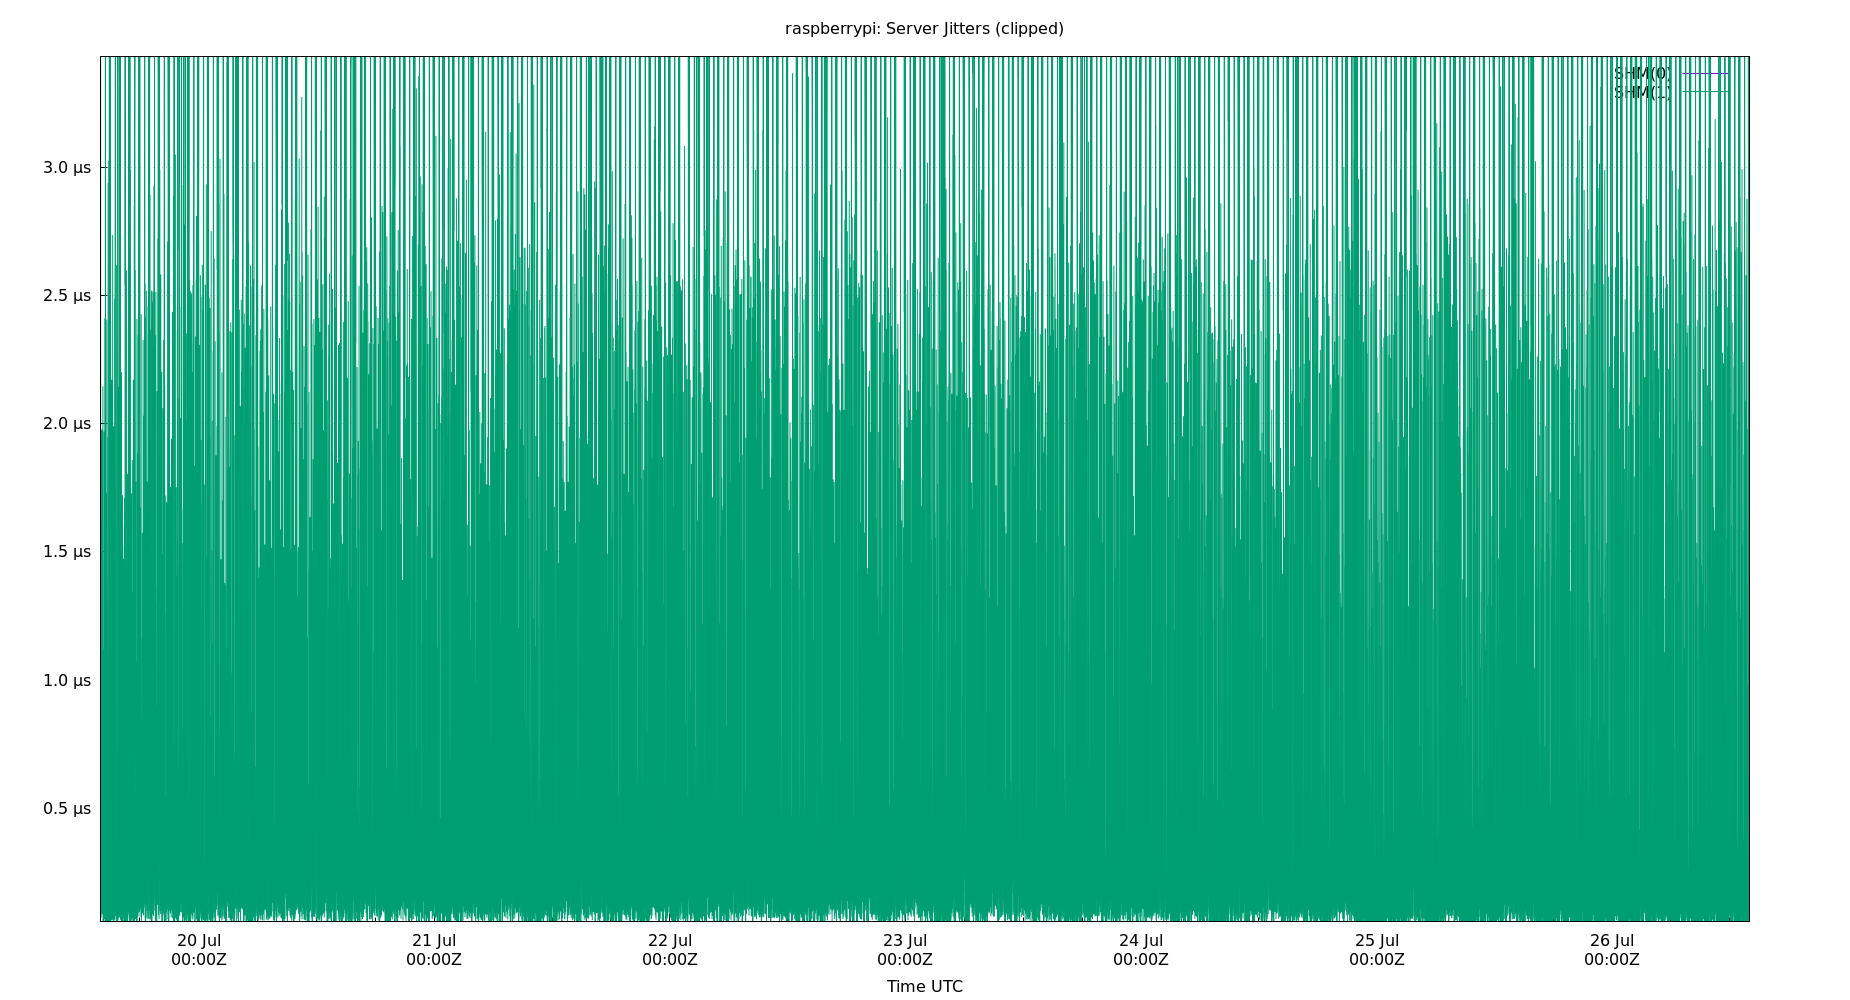 raspberrypi: Server Jitters (clipped)
SHM(0)
SHM(1)
3.0 µs
2.5 µs
2.0 µs
1.5 µs
1.0 µs
0.5 µs
20 Jul 21 Jul 22 Jul 23 Jul 24 Jul 25 Jul 26 Jul
00:00Z 00:00Z 00:00Z 00:00Z 00:00Z 00:00Z 00:00Z
Time UTC